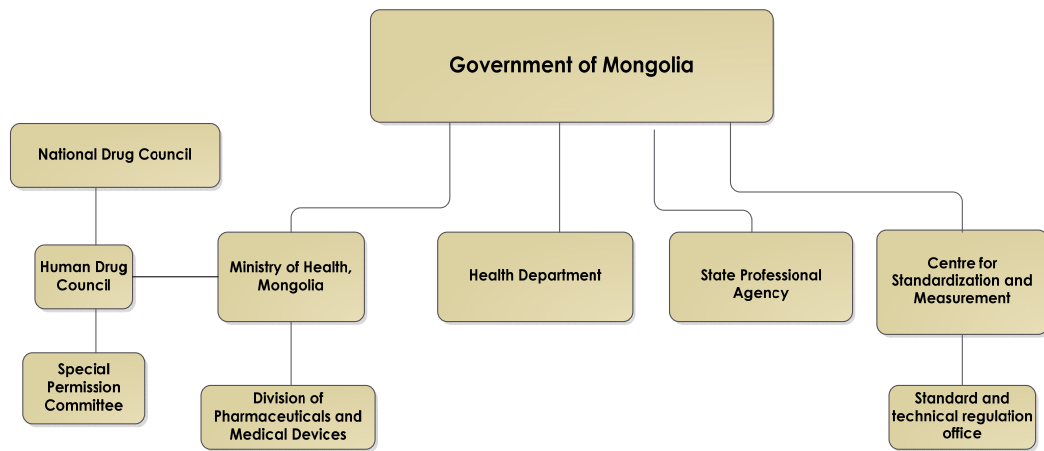 Government of Mongolia
National Drug Council
Human Drug
Council
Ministry of Health,
Mongolia
Health Department
State Professional
Agency
Centre for
Standardization and
Measurement
Special
Permission
Committee
Division of
Pharmaceuticals and
Medical Devices
Standard and
technical regulation
office